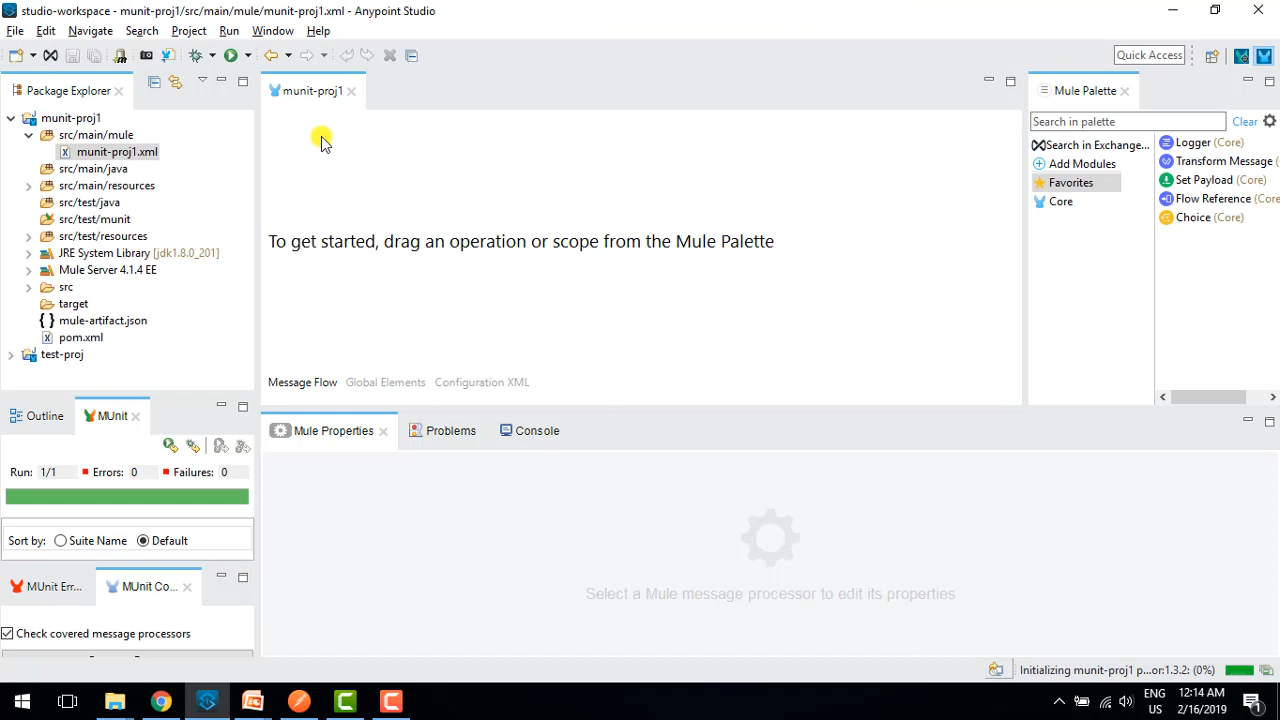 studio-workspace - munit-proj1/src/main/mule/munit-proj1.xml - Anypoint Studio
File Edit Navigate Search Project Run Window Help
Quick Access
Package Explorer
munit-proj1
src/main/mule
munit-proj1.xml
src/main/java
src/main/resources
src/test/java
src/test/munit
src/test/resources
JRE System Library [jdk1.8.0_201]
Mule Server 4.1.4 EE
src
target
mule-artifact.json
pom.xml
test-proj
munit-proj1
To get started, drag an operation or scope from the Mule Palette
Message Flow Global Elements Configuration XML
Mule Palette
Search in palette Clear
Search in Exchange...
Add Modules
Favorites
Core
Logger (Core)
Transform Message
Set Payload (Core)
Flow Reference (Core
Choice (Core)
Outline MUnit
Run: 1/1 Errors: 0 Failures: 0
Sort by: Suite Name Default
MUnit Err... MUnit Co...
Check covered message processors
Mule Properties Problems Console
Select a Mule message processor to edit its properties
Initializing munit-proj1 p...or:1.3.2: (0%)
ENG
US
12:14 AM
2/16/2019
1